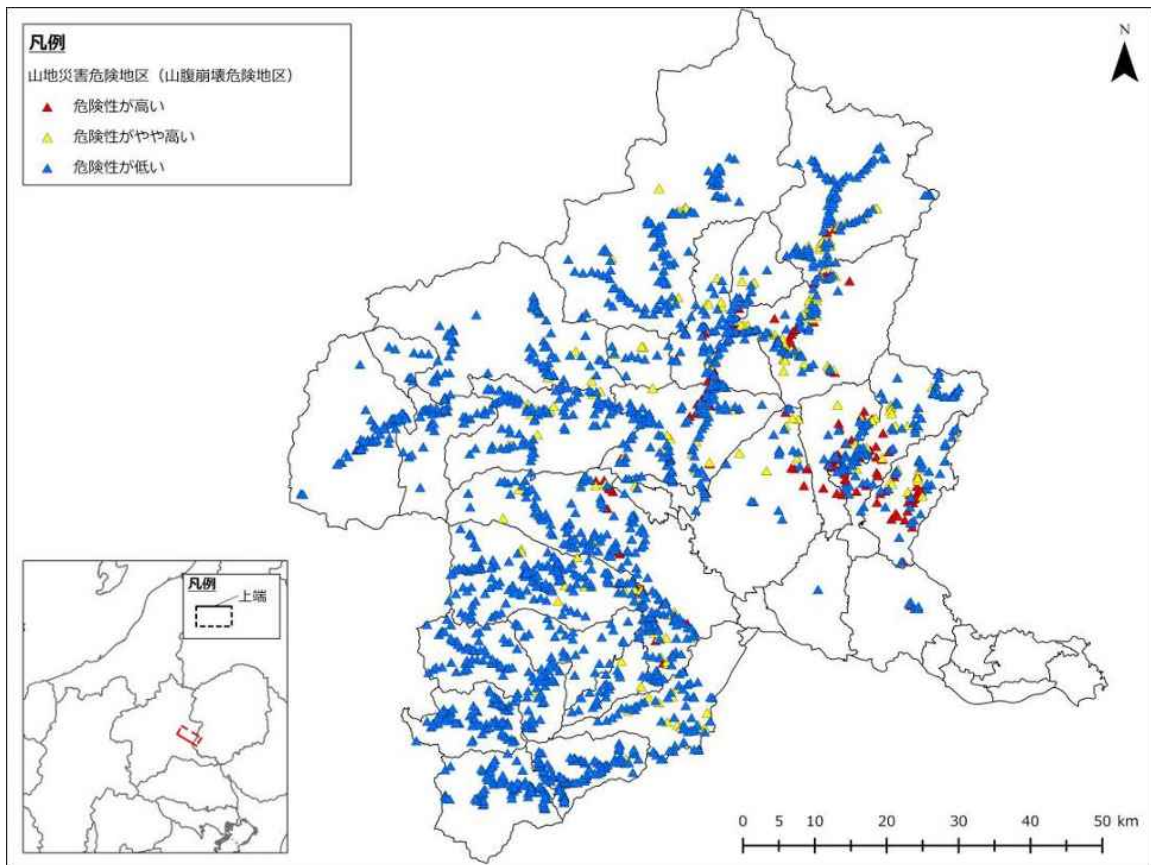 凡例
山地災害危険地区（山腹崩壊危険地区）
危険性が高い
危険性がやや高い
危険性が低い
N
凡例
上端
0 5 10 20 30 40 50 km